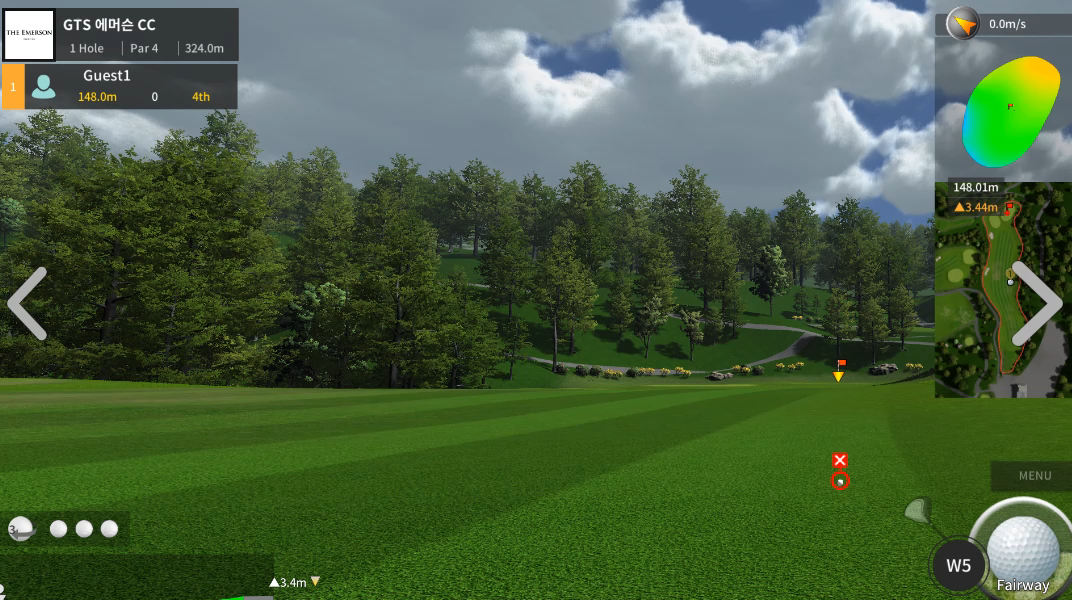 THE EMERSON
GTS 에머슨 CC
1 Hole
Par 4
324.0m
1
Guest1
148.0m
0
4th
0.0m/s
148.01m
▲3.44m
MENU
3
▲3.4m
W5
Fairway